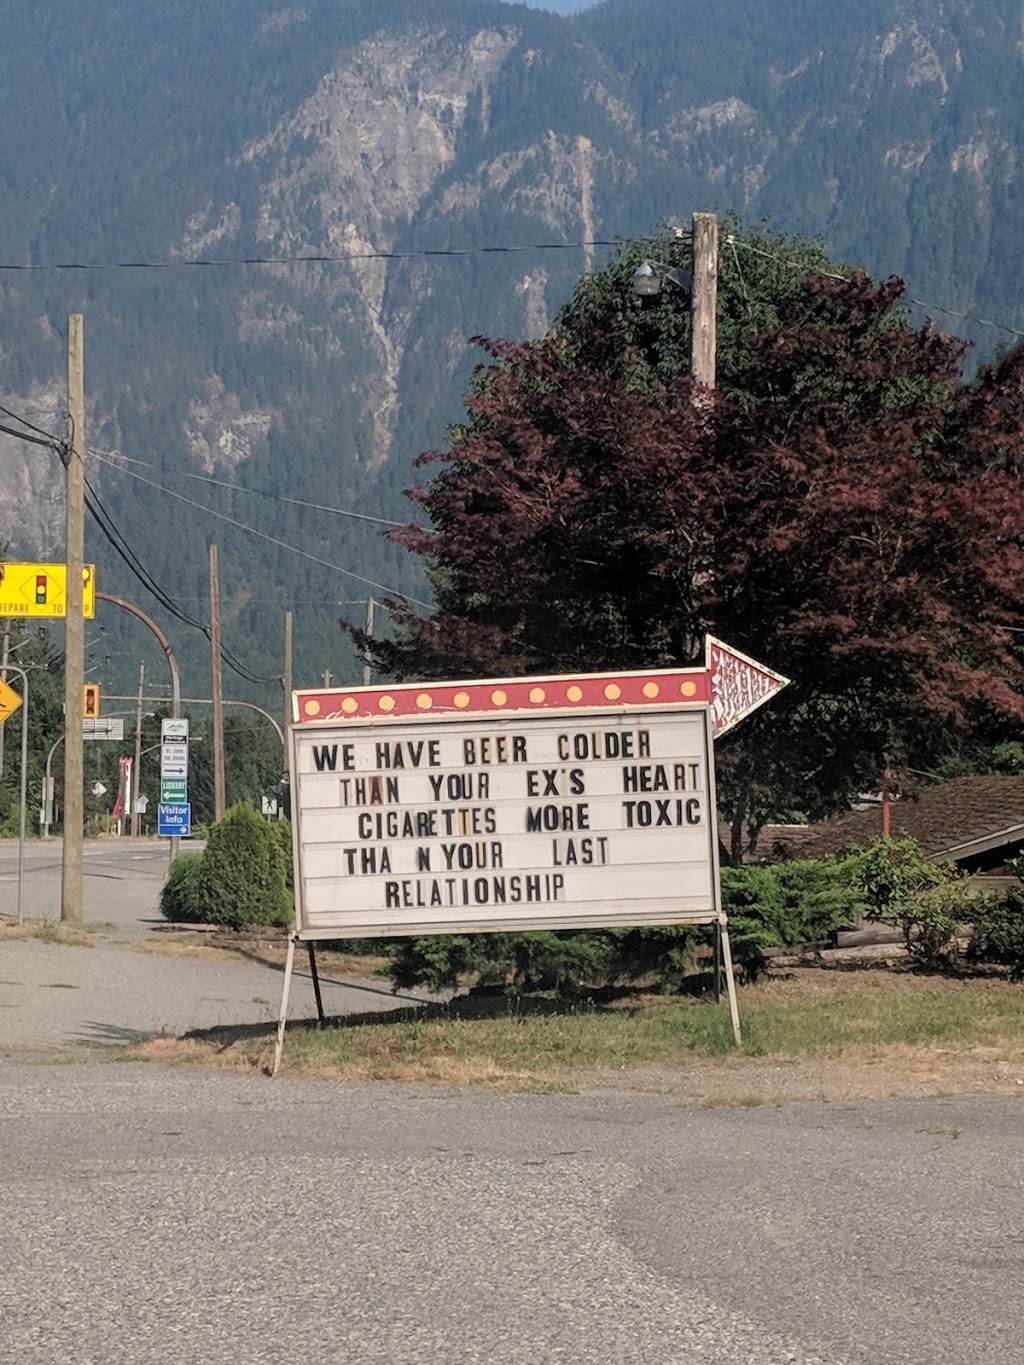 WE HAVE BEER COLDER
THAN YOUR EX'S HEART
CIGARETTES MORE TOXIC
THA N YOUR LAST
RELATIONSHIP
PREPARE TO
LIBRARY
Visitor
Info